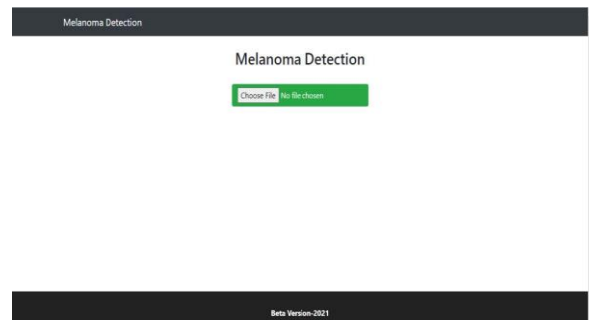 Melanoma Detection
Melanoma Detection
Choose File No file chosen
Beta Version-2021